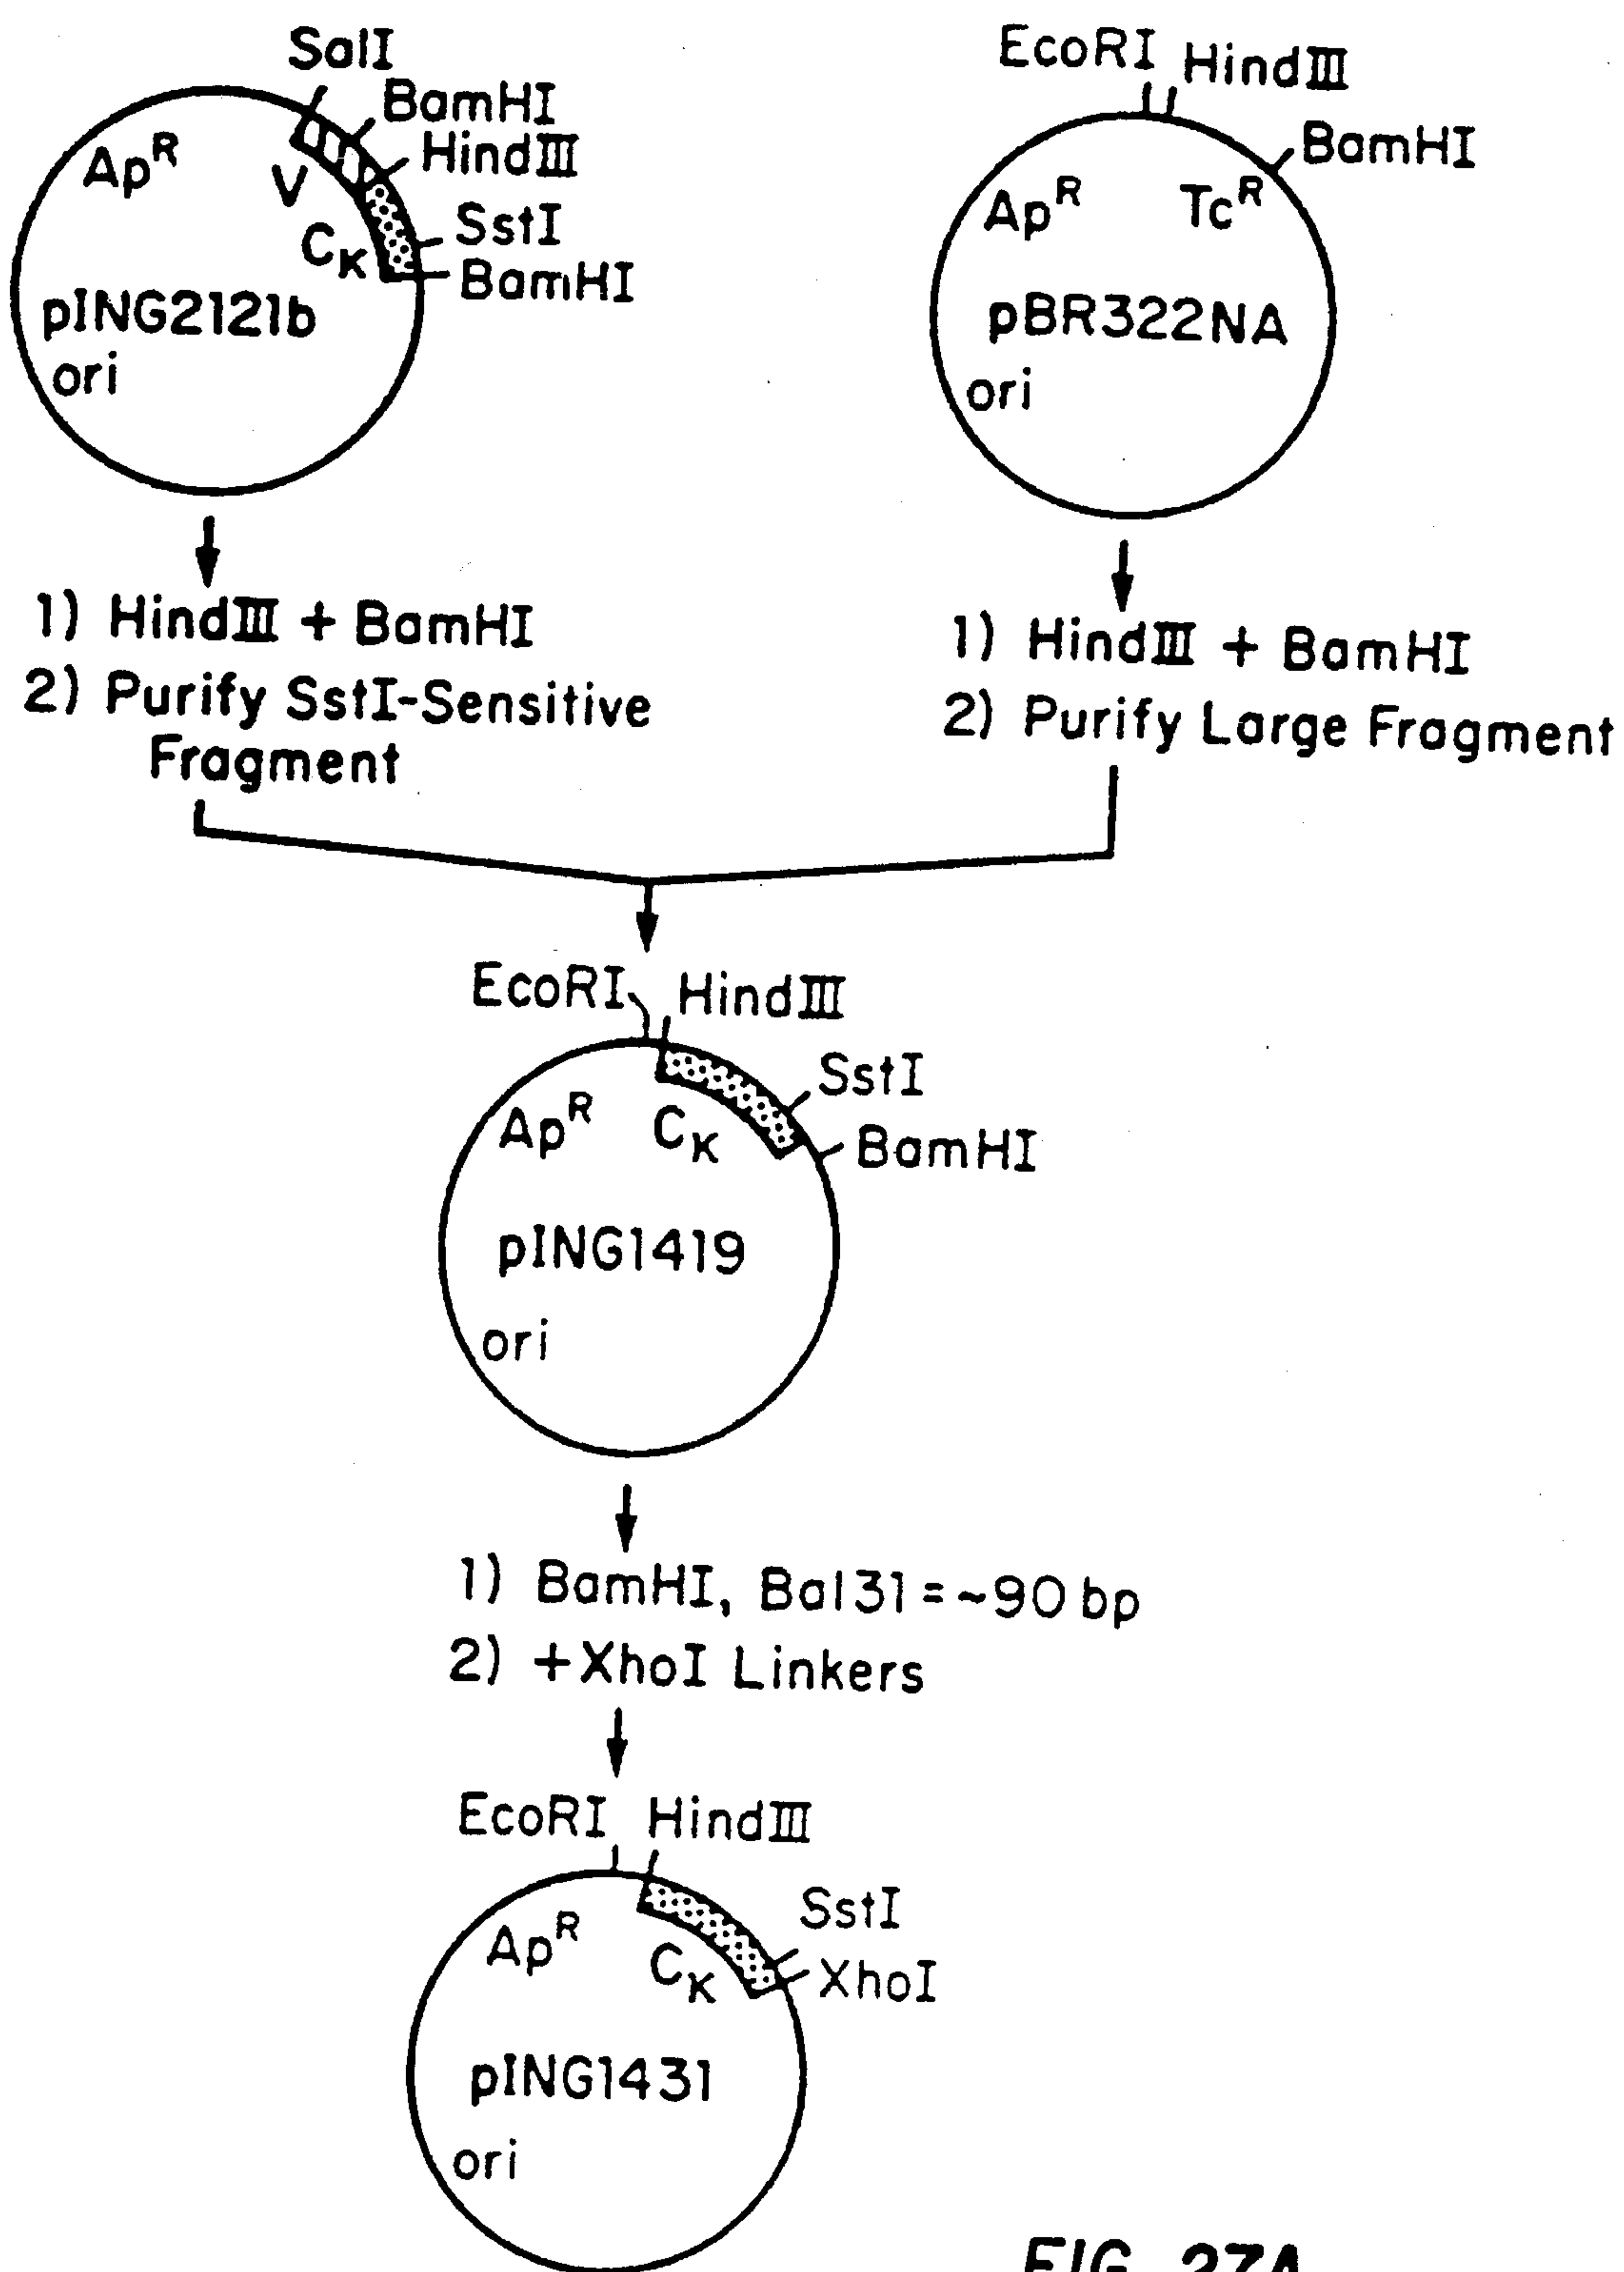 SalI
BamHI
HindIII
SstI
BamHI
Ap^R
V
C_K
pING2121b
ori
EcoRI HindIII
BamHI
Ap^R Tc^R
pBR322NA
ori
1) HindIII + BamHI
2) Purify SstI-Sensitive
Fragment
1) HindIII + BamHI
2) Purify Large Fragment
EcoRI HindIII
SstI
BamHI
Ap^R C_K
pING1419
ori
1) BamHI, Bal31 = ~90 bp
2) +XhoI Linkers
EcoRI HindIII
SstI
XhoI
Ap^R C_K
pING1431
ori
FIG. 27A